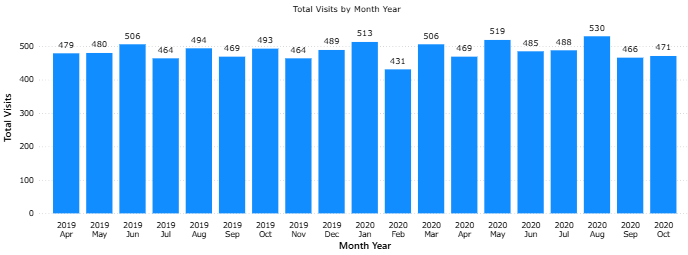 Total Visits by Month Year
Total Visits
500
400
300
200
100
0
479 480 506 464 494 469 493 464 489 513 431 506 469 519 485 488 530 466 471
2019 2019 2019 2019 2019 2019 2019 2019 2019 2020 2020 2020 2020 2020 2020 2020 2020 2020 2020
Apr May Jun Jul Aug Sep Oct Nov Dec Jan Feb Mar Apr May Jun Jul Aug Sep Oct
Month Year